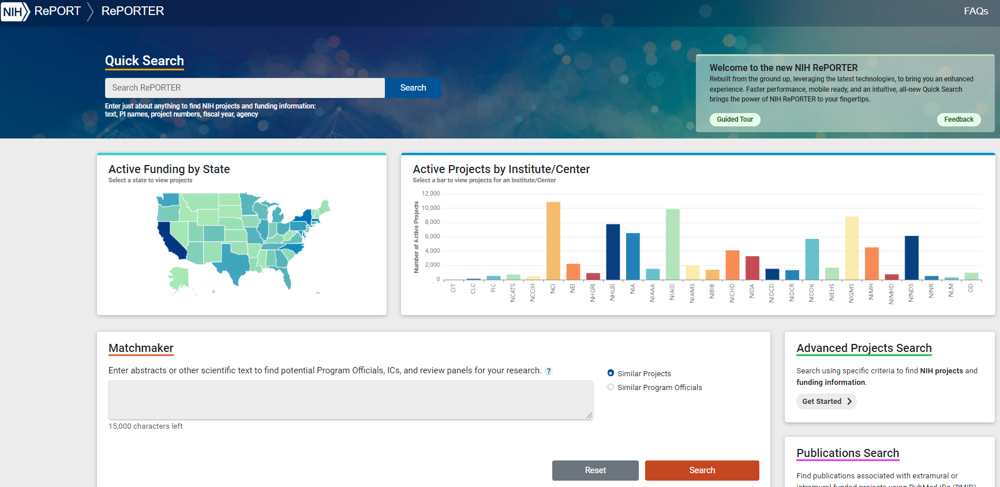 NIH RePORT RePORTER
FAQs
Quick Search
Search RePORTER
Search
Enter just about anything to find NIH projects and funding information:
text, PI names, project numbers, fiscal year, agency
Welcome to the new NIH RePORTER
Rebuilt from the ground up, leveraging the latest technologies, to bring you an enhanced
experience. Faster performance, mobile ready, and an intuitive, all-new Quick Search
brings the power of NIH RePORTER to your fingertips.
Guided Tour
Feedback
Active Funding by State
Select a state to view projects
Active Projects by Institute/Center
Select a bar to view projects for an Institute/Center
Number of Active Projects
12,000
10,000
8,000
6,000
4,000
2,000
0
CIT
CLC
FIC
NCATS
NCCIH
NCI
NEI
NHGRI
NHLBI
NIA
NIAAA
NIAID
NIAMS
NIBIB
NICHD
NIDA
NIDCD
NIDCR
NIDDK
NIEHS
NIGMS
NIMH
NIMHD
NINDS
NINR
NLM
OD
Matchmaker
Enter abstracts or other scientific text to find potential Program Officials, ICs, and review panels for your research. ?
15,000 characters left
Similar Projects
Similar Program Officials
Reset
Search
Advanced Projects Search
Search using specific criteria to find NIH projects and
funding information.
Get Started
Publications Search
Find publications associated with extramural or
intramural funded projects using PubMed IDs (PMID)